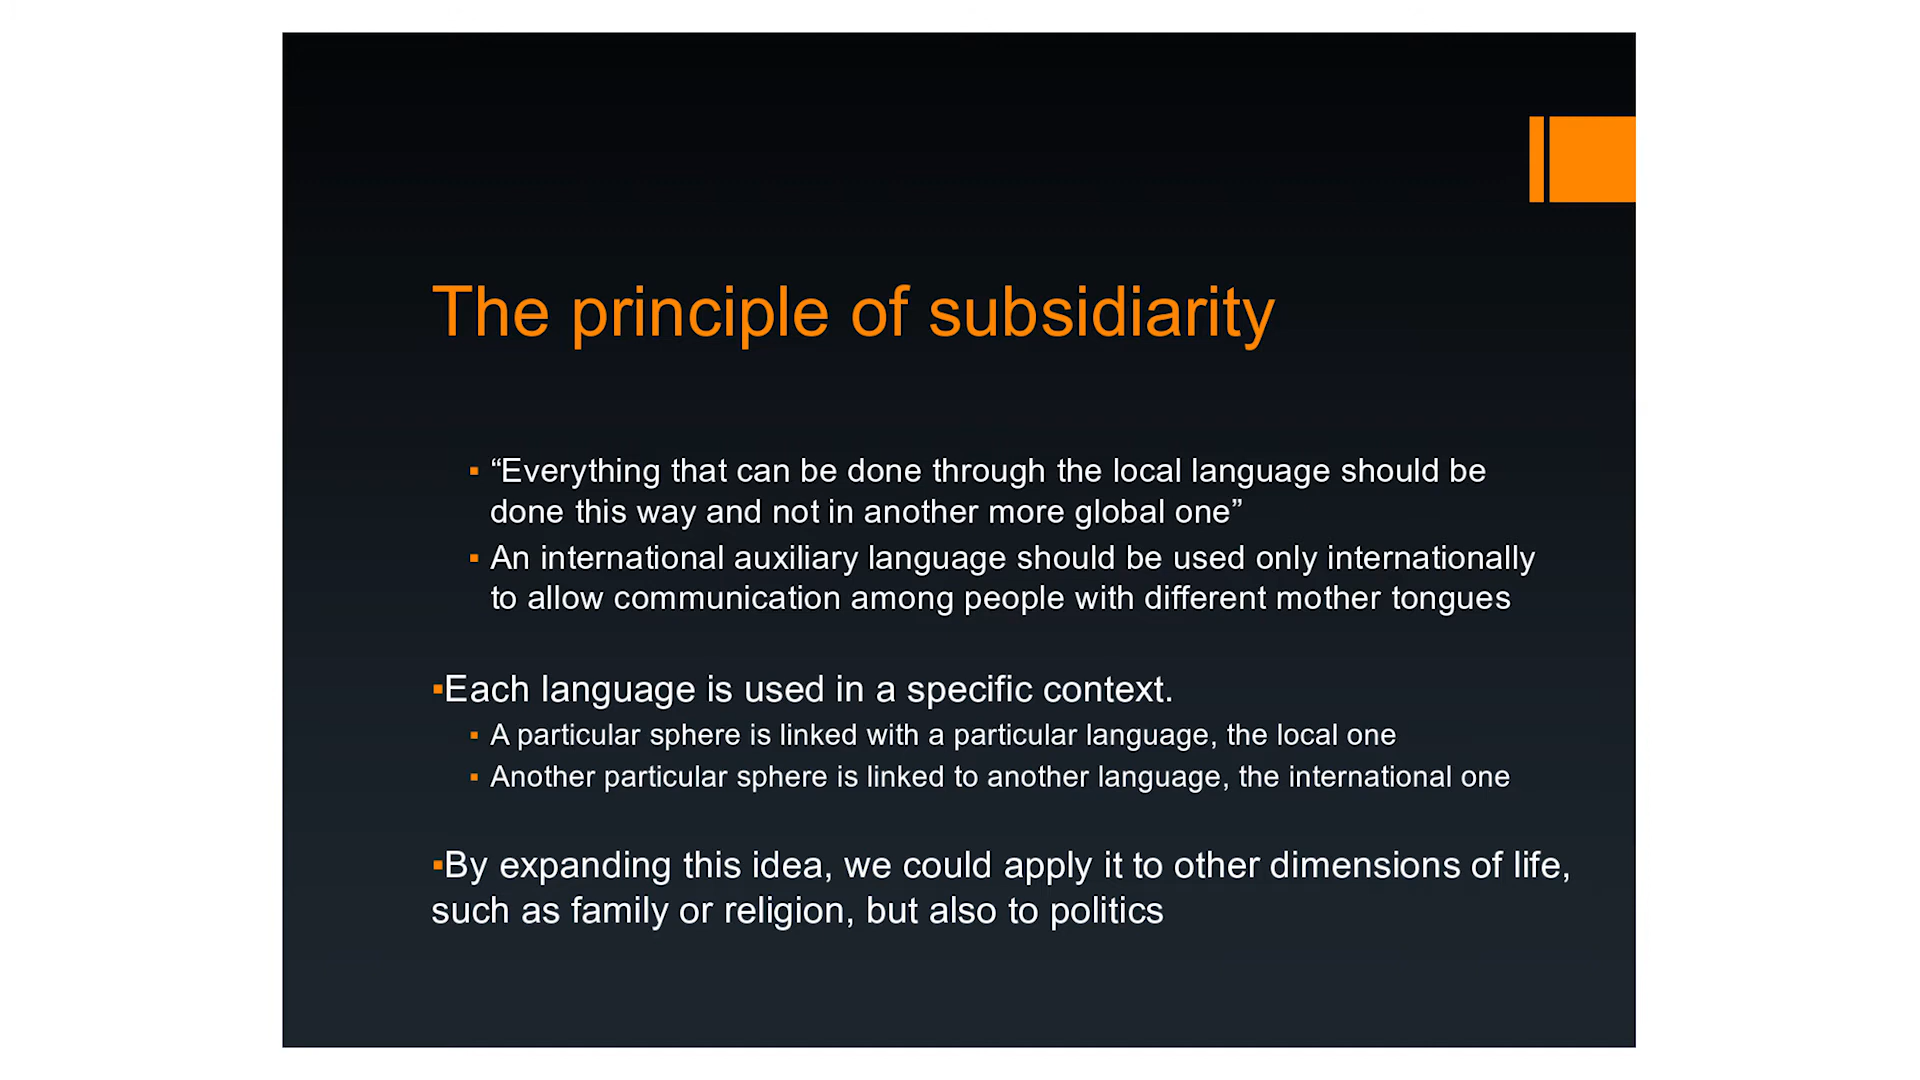 The principle of subsidiarity
▪ “Everything that can be done through the local language should be
done this way and not in another more global one”
▪ An international auxiliary language should be used only internationally
to allow communication among people with different mother tongues
▪Each language is used in a specific context.
▪ A particular sphere is linked with a particular language, the local one
▪ Another particular sphere is linked to another language, the international one
▪By expanding this idea, we could apply it to other dimensions of life,
such as family or religion, but also to politics